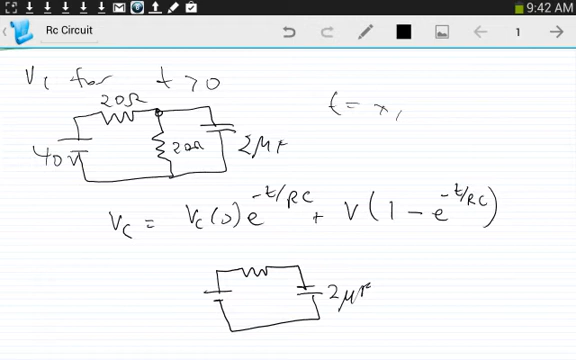 9:42 AM
Rc Circuit
1
Vc for t > 0
20Ω
40V
20Ω
2μF
t =
Vc = Vc(0)e^-t/RC + V(1 - e^-t/RC)
2μF